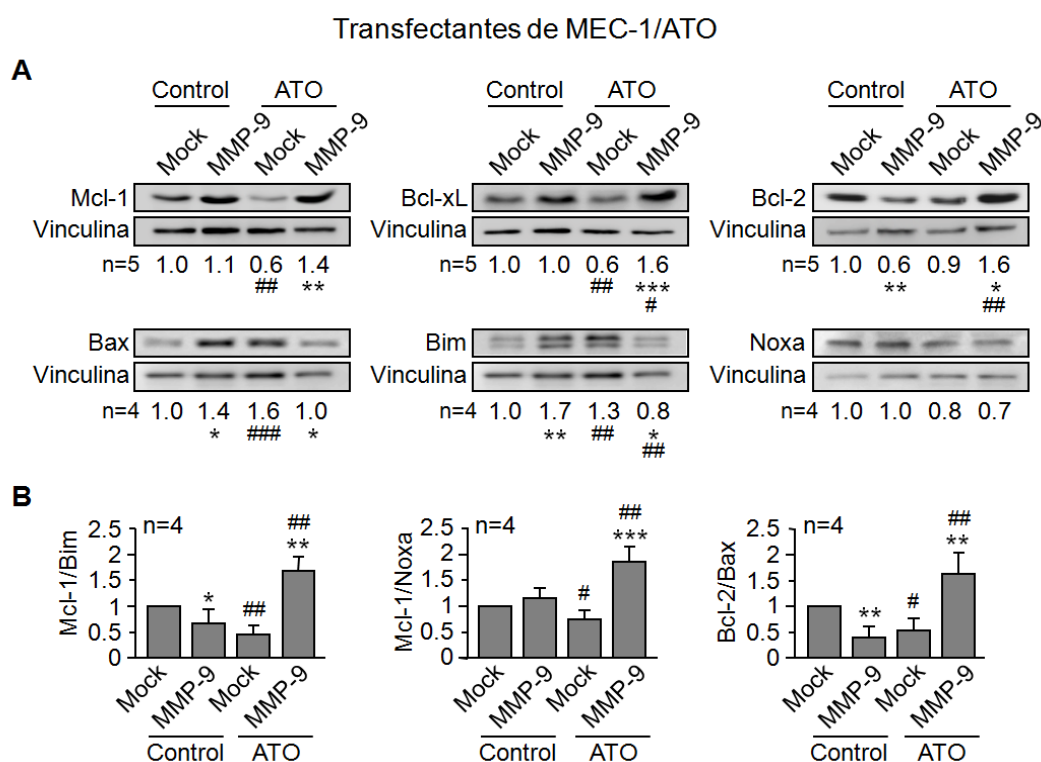 Transfectantes de MEC-1/ATO
A
Control ATO
Mock MMP-9 Mock MMP-9
Mcl-1
Vinculina
n=5 1.0 1.1 0.6 1.4
## **
Control ATO
Mock MMP-9 Mock MMP-9
Bcl-xL
Vinculina
n=5 1.0 1.0 0.6 1.6
## ***
#
Control ATO
Mock MMP-9 Mock MMP-9
Bcl-2
Vinculina
n=5 1.0 0.6 0.9 1.6
** *
##
Bax
Vinculina
n=4 1.0 1.4 1.6 1.0
* ### *
Bim
Vinculina
n=4 1.0 1.7 1.3 0.8
** ## *
##
Noxa
Vinculina
n=4 1.0 1.0 0.8 0.7
B
Mcl-1/Bim
n=4
2.5
2
1.5
1
0.5
0
* ## ## **
Mock MMP-9 Mock MMP-9
Control ATO
Mcl-1/Noxa
n=4
2.5
2
1.5
1
0.5
0
# ## ***
Mock MMP-9 Mock MMP-9
Control ATO
Bcl-2/Bax
n=4
2.5
2
1.5
1
0.5
0
** # ## **
Mock MMP-9 Mock MMP-9
Control ATO